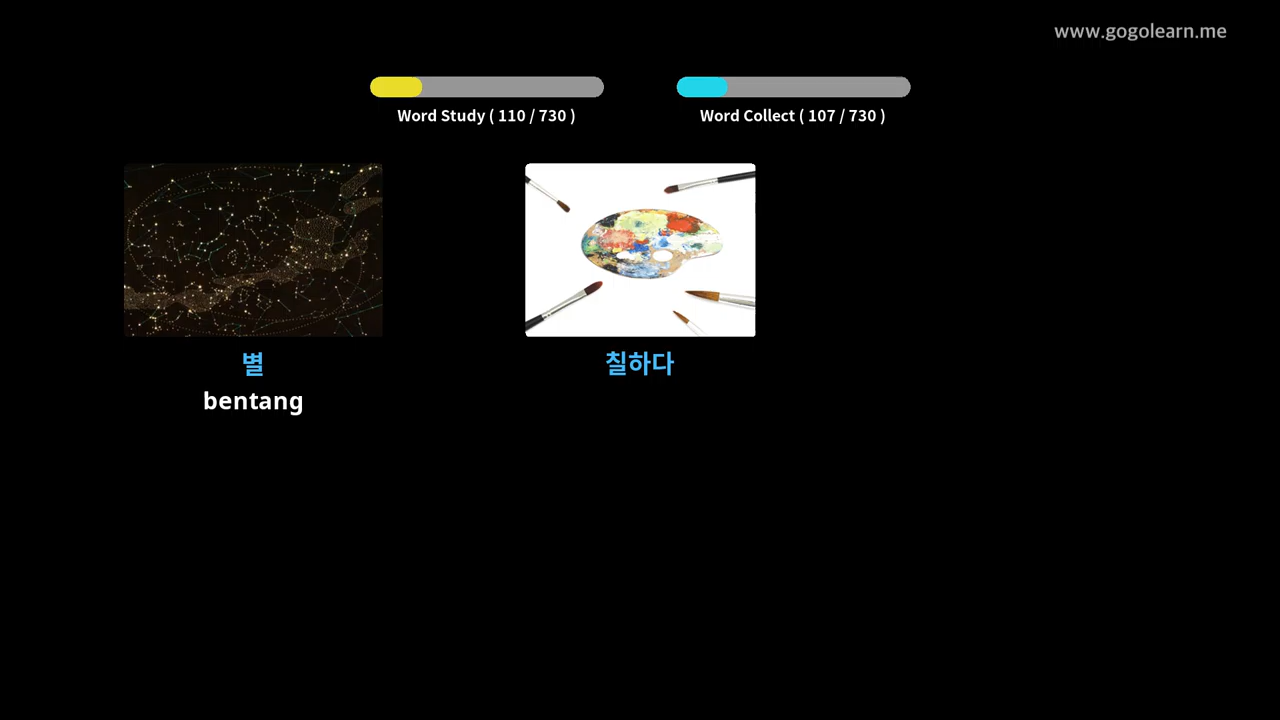 www.gogolearn.me
Word Study ( 110 / 730 )
Word Collect ( 107 / 730 )
별
bentang
칠하다